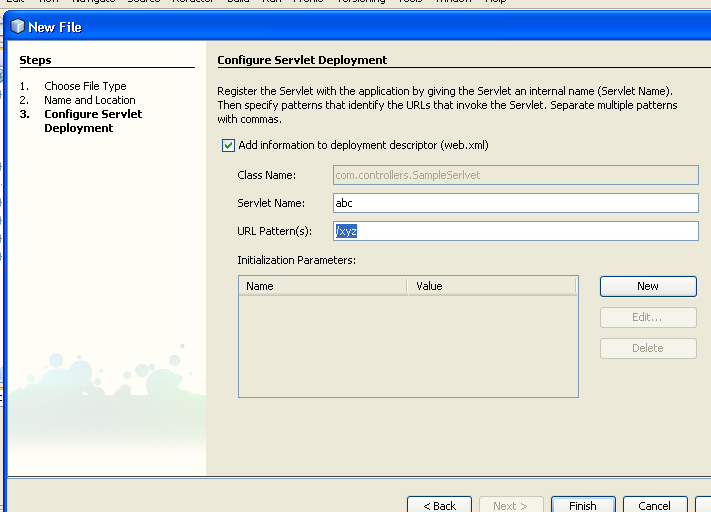 New File
Steps
1. Choose File Type
2. Name and Location
3. Configure Servlet
Deployment
Configure Servlet Deployment
Register the Servlet with the application by giving the Servlet an internal name (Servlet Name).
Then specify patterns that identify the URLs that invoke the Servlet. Separate multiple patterns
with commas.
Add information to deployment descriptor (web.xml)
Class Name: com.controllers.SampleSerlvet
Servlet Name: abc
URL Pattern(s): /xyz
Initialization Parameters:
Name Value
New
Edit...
Delete
< Back Next > Finish Cancel